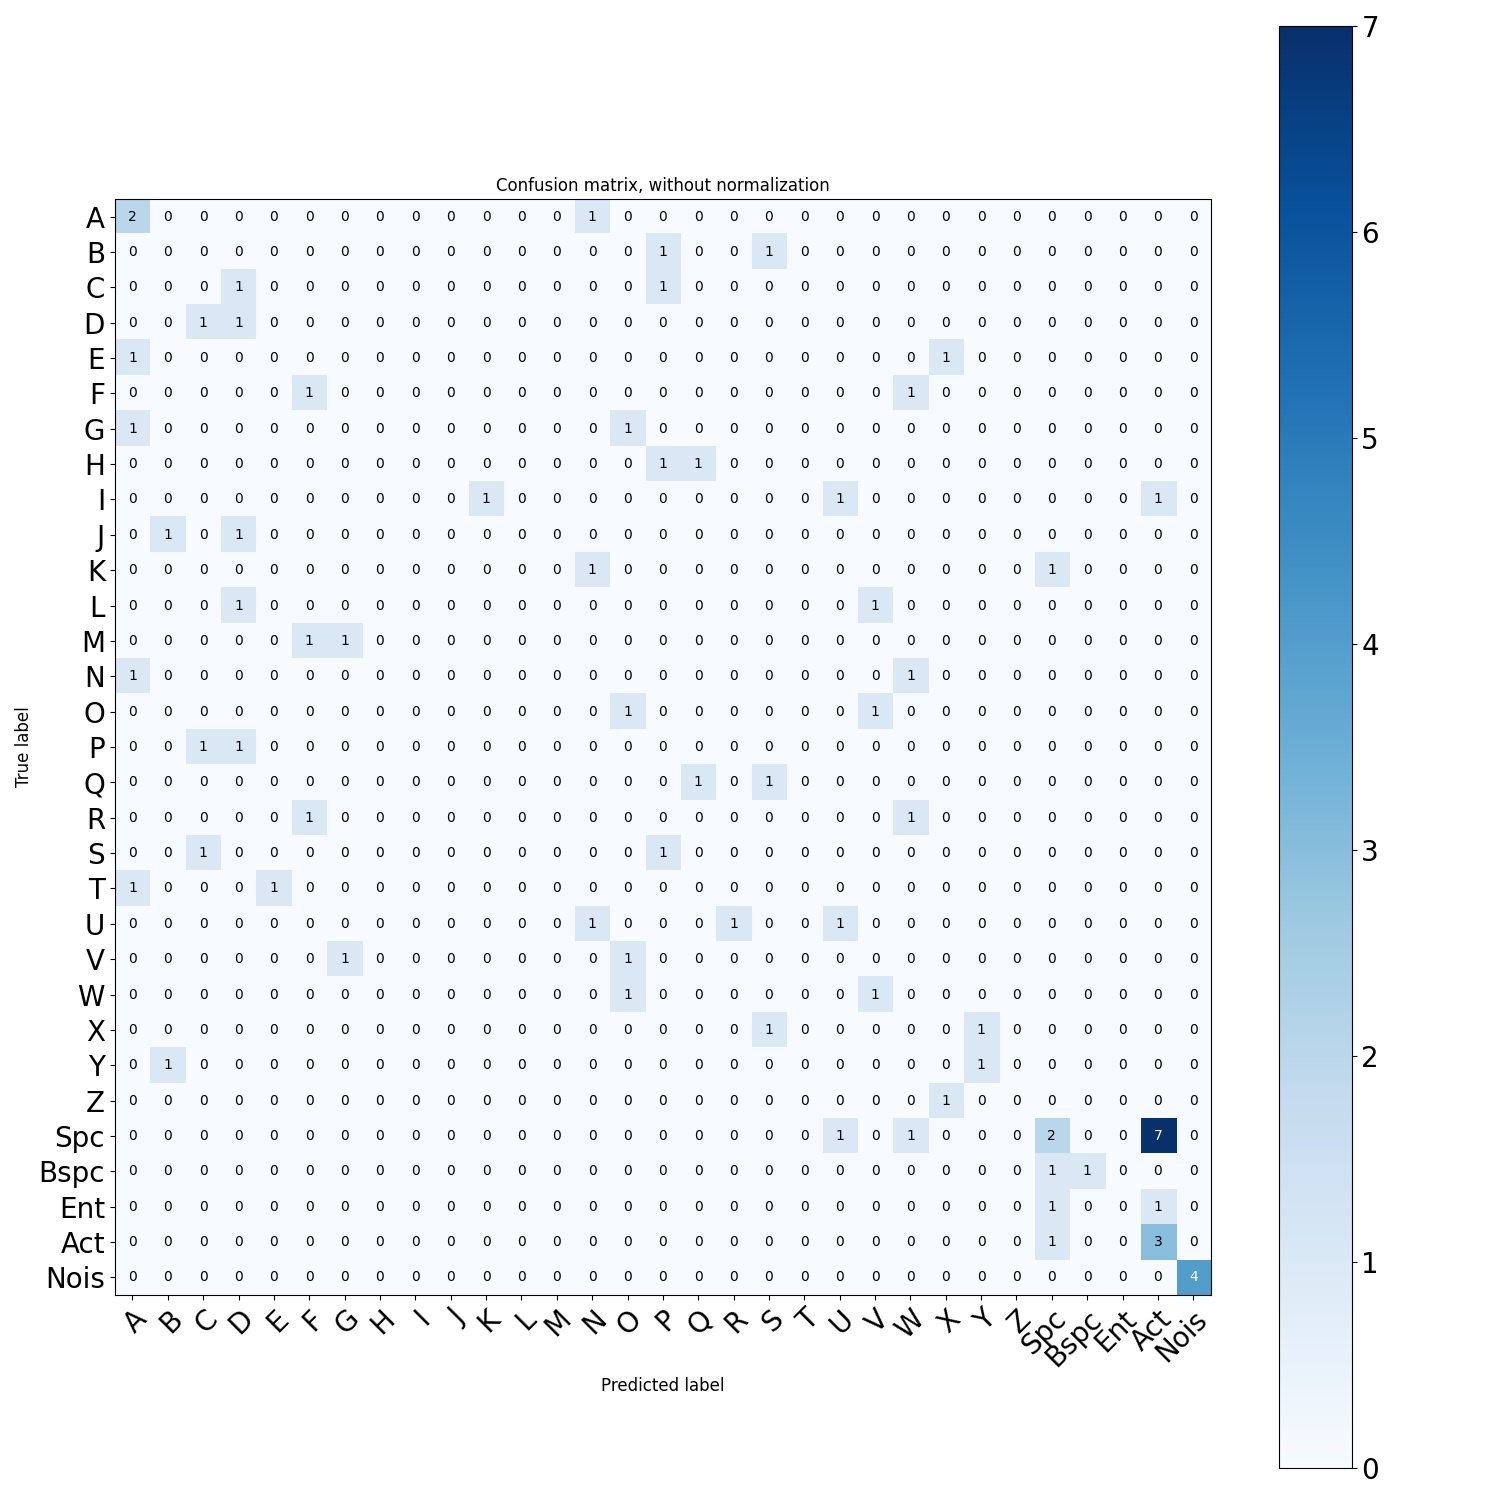 Confusion matrix, without normalization
True label
A 2 0 0 0 0 0 0 0 0 0 0 0 0 1 0 0 0 0 0 0 0 0 0 0 0 0 0 0 0 0 0
B 0 0 0 0 0 0 0 0 0 0 0 0 0 0 0 1 0 0 1 0 0 0 0 0 0 0 0 0 0 0 0
C 0 0 0 1 0 0 0 0 0 0 0 0 0 0 0 1 0 0 0 0 0 0 0 0 0 0 0 0 0 0 0
D 0 0 1 1 0 0 0 0 0 0 0 0 0 0 0 0 0 0 0 0 0 0 0 0 0 0 0 0 0 0 0
E 1 0 0 0 0 0 0 0 0 0 0 0 0 0 0 0 0 0 0 0 0 0 0 1 0 0 0 0 0 0 0
F 0 0 0 0 0 1 0 0 0 0 0 0 0 0 0 0 0 0 0 0 0 0 1 0 0 0 0 0 0 0 0
G 1 0 0 0 0 0 0 0 0 0 0 0 0 0 1 0 0 0 0 0 0 0 0 0 0 0 0 0 0 0 0
H 0 0 0 0 0 0 0 0 0 0 0 0 0 0 0 1 1 0 0 0 0 0 0 0 0 0 0 0 0 0 0
I 0 0 0 0 0 0 0 0 0 0 1 0 0 0 0 0 0 0 0 0 1 0 0 0 0 0 0 0 0 1 0
J 0 1 0 1 0 0 0 0 0 0 0 0 0 0 0 0 0 0 0 0 0 0 0 0 0 0 0 0 0 0 0
K 0 0 0 0 0 0 0 0 0 0 0 0 0 1 0 0 0 0 0 0 0 0 0 0 0 0 1 0 0 0 0
L 0 0 0 1 0 0 0 0 0 0 0 0 0 0 0 0 0 0 0 0 0 1 0 0 0 0 0 0 0 0 0
M 0 0 0 0 0 1 1 0 0 0 0 0 0 0 0 0 0 0 0 0 0 0 0 0 0 0 0 0 0 0 0
N 1 0 0 0 0 0 0 0 0 0 0 0 0 0 0 0 0 0 0 0 0 0 1 0 0 0 0 0 0 0 0
O 0 0 0 0 0 0 0 0 0 0 0 0 0 0 1 0 0 0 0 0 0 1 0 0 0 0 0 0 0 0 0
P 0 0 1 1 0 0 0 0 0 0 0 0 0 0 0 0 0 0 0 0 0 0 0 0 0 0 0 0 0 0 0
Q 0 0 0 0 0 0 0 0 0 0 0 0 0 0 0 0 1 0 1 0 0 0 0 0 0 0 0 0 0 0 0
R 0 0 0 0 0 1 0 0 0 0 0 0 0 0 0 0 0 0 0 0 0 0 1 0 0 0 0 0 0 0 0
S 0 0 1 0 0 0 0 0 0 0 0 0 0 0 0 1 0 0 0 0 0 0 0 0 0 0 0 0 0 0 0
T 1 0 0 0 1 0 0 0 0 0 0 0 0 0 0 0 0 0 0 0 0 0 0 0 0 0 0 0 0 0 0
U 0 0 0 0 0 0 0 0 0 0 0 0 0 1 0 0 0 1 0 0 1 0 0 0 0 0 0 0 0 0 0
V 0 0 0 0 0 0 1 0 0 0 0 0 0 0 1 0 0 0 0 0 0 0 0 0 0 0 0 0 0 0 0
W 0 0 0 0 0 0 0 0 0 0 0 0 0 0 1 0 0 0 0 0 0 1 0 0 0 0 0 0 0 0 0
X 0 0 0 0 0 0 0 0 0 0 0 0 0 0 0 0 0 0 1 0 0 0 0 0 1 0 0 0 0 0 0
Y 0 1 0 0 0 0 0 0 0 0 0 0 0 0 0 0 0 0 0 0 0 0 0 0 1 0 0 0 0 0 0
Z 0 0 0 0 0 0 0 0 0 0 0 0 0 0 0 0 0 0 0 0 0 0 0 1 0 0 0 0 0 0 0
Spc 0 0 0 0 0 0 0 0 0 0 0 0 0 0 0 0 0 0 0 0 1 0 1 0 0 0 2 0 0 7 0
Bspc 0 0 0 0 0 0 0 0 0 0 0 0 0 0 0 0 0 0 0 0 0 0 0 0 0 0 1 1 0 0 0
Ent 0 0 0 0 0 0 0 0 0 0 0 0 0 0 0 0 0 0 0 0 0 0 0 0 0 0 1 0 0 1 0
Act 0 0 0 0 0 0 0 0 0 0 0 0 0 0 0 0 0 0 0 0 0 0 0 0 0 0 1 0 0 3 0
Nois 0 0 0 0 0 0 0 0 0 0 0 0 0 0 0 0 0 0 0 0 0 0 0 0 0 0 0 0 0 0 4
A B C D E F G H I J K L M N O P Q R S T U V W X Y Z Spc Bspc Ent Act Nois
Predicted label
7
6
5
4
3
2
1
0